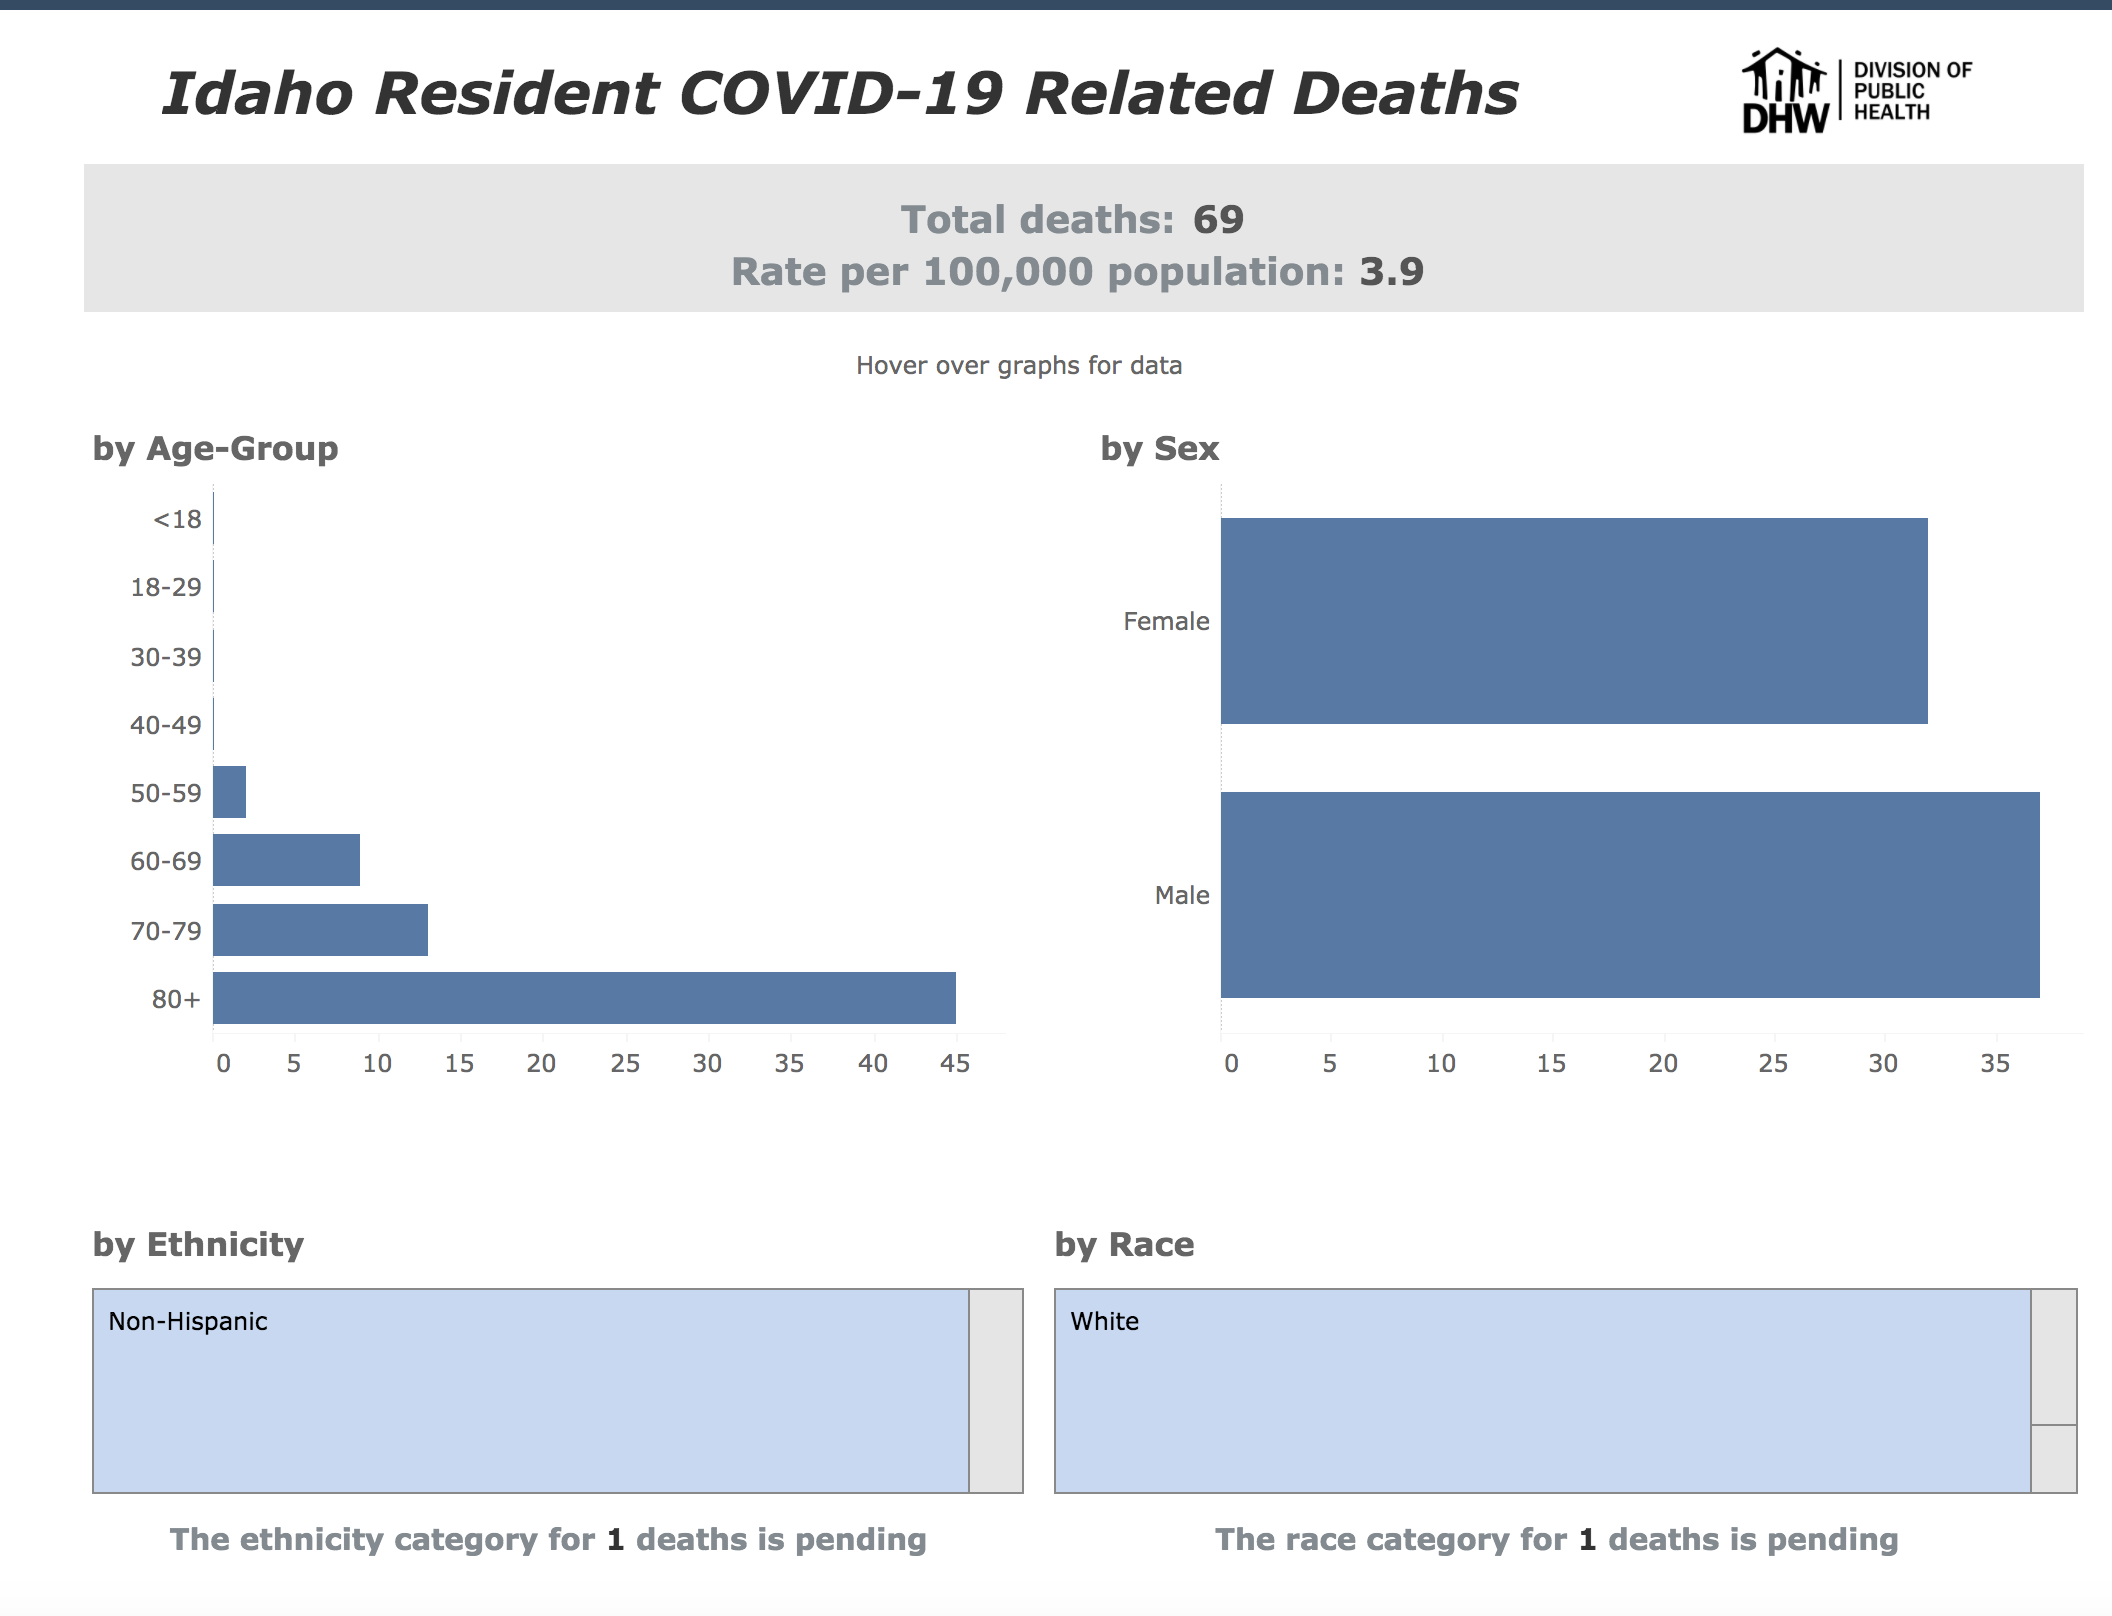 Idaho Resident COVID-19 Related Deaths
DHW
DIVISION OF
PUBLIC
HEALTH
Total deaths: 69
Rate per 100,000 population: 3.9
Hover over graphs for data
by Age-Group
<18
18-29
30-39
40-49
50-59
60-69
70-79
80+
0 5 10 15 20 25 30 35 40 45
by Sex
Female
Male
0 5 10 15 20 25 30 35
by Ethnicity
Non-Hispanic
The ethnicity category for 1 deaths is pending
by Race
White
The race category for 1 deaths is pending